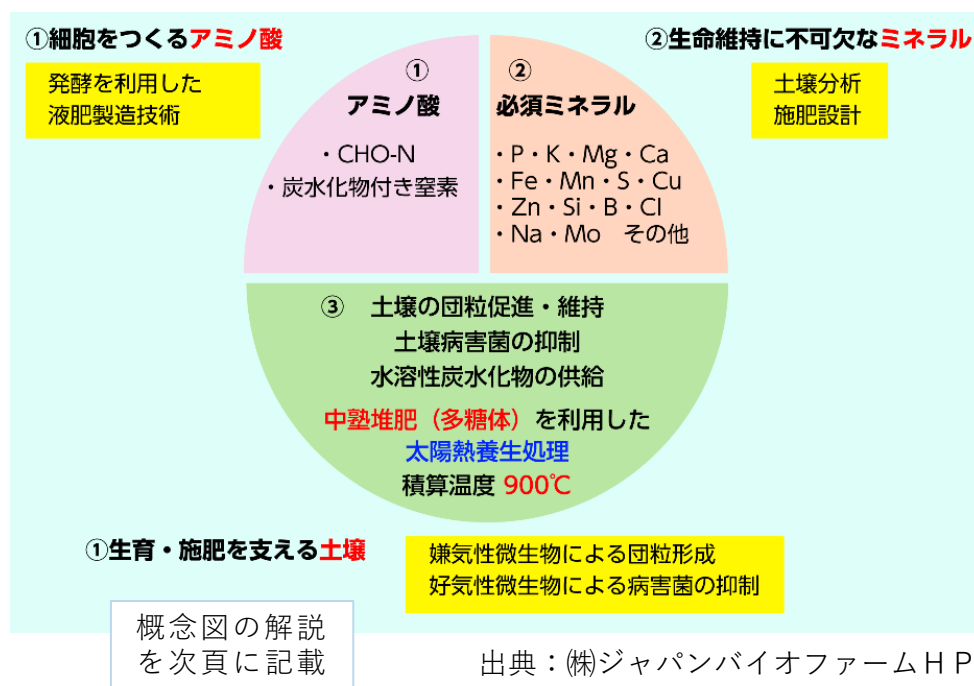 ①細胞をつくるアミノ酸
発酵を利用した
液肥製造技術
②生命維持に不可欠なミネラル
土壌分析
施肥設計
①
アミノ酸
・CHO-N
・炭水化物付き窒素
②
必須ミネラル
・P・K・Mg・Ca
・Fe・Mn・S・Cu
・Zn・Si・B・Cl
・Na・Mo　その他
③　土壌の団粒促進・維持
土壌病害菌の抑制
水溶性炭水化物の供給
中塾堆肥（多糖体）を利用した
太陽熱養生処理
積算温度 900℃
①生育・施肥を支える土壌
嫌気性微生物による団粒形成
好気性微生物による病害菌の抑制
概念図の解説
を次頁に記載
出典：㈱ジャパンバイオファームＨＰ